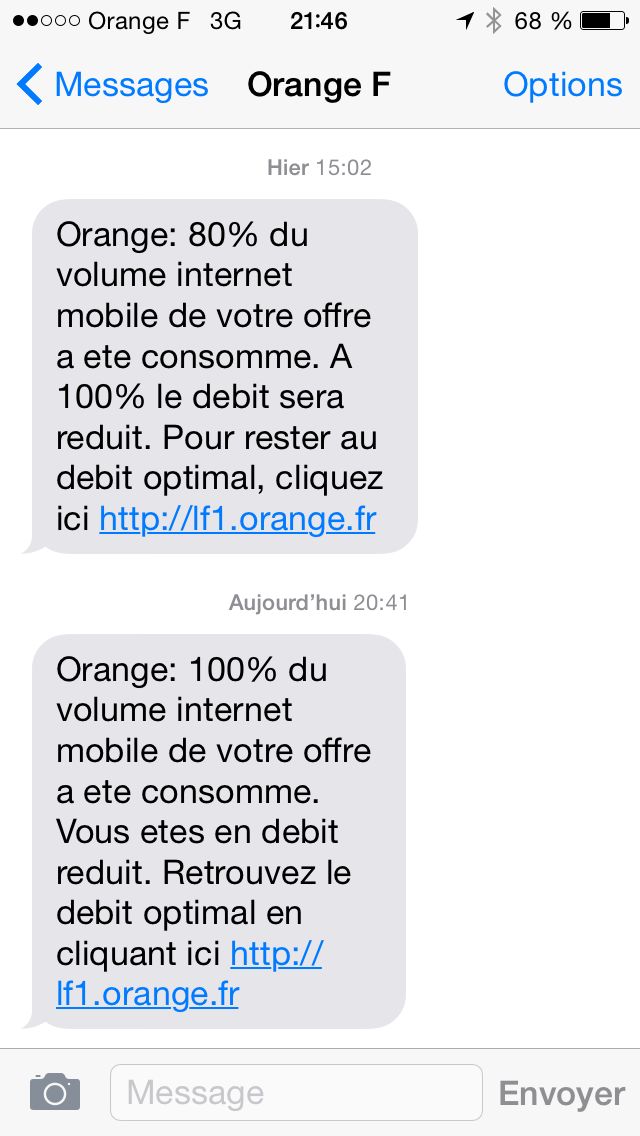 Orange F 3G 21:46 68 %
Messages Orange F Options
Hier 15:02
Orange: 80% du
volume internet
mobile de votre offre
a ete consomme. A
100% le debit sera
reduit. Pour rester au
debit optimal, cliquez
ici http://lf1.orange.fr
Aujourd’hui 20:41
Orange: 100% du
volume internet
mobile de votre offre
a ete consomme.
Vous etes en debit
reduit. Retrouvez le
debit optimal en
cliquant ici http://
lf1.orange.fr
Message Envoyer